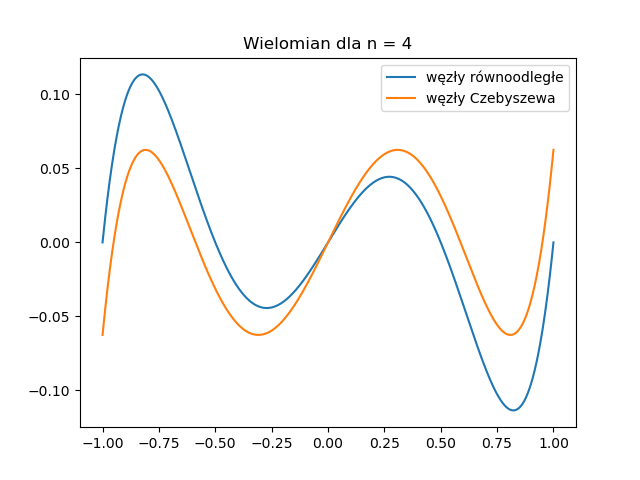 Wielomian dla n = 4
węzły równoodległe
węzły Czebyszewa
0.10
0.05
0.00
−0.05
−0.10
−1.00 −0.75 −0.50 −0.25 0.00 0.25 0.50 0.75 1.00